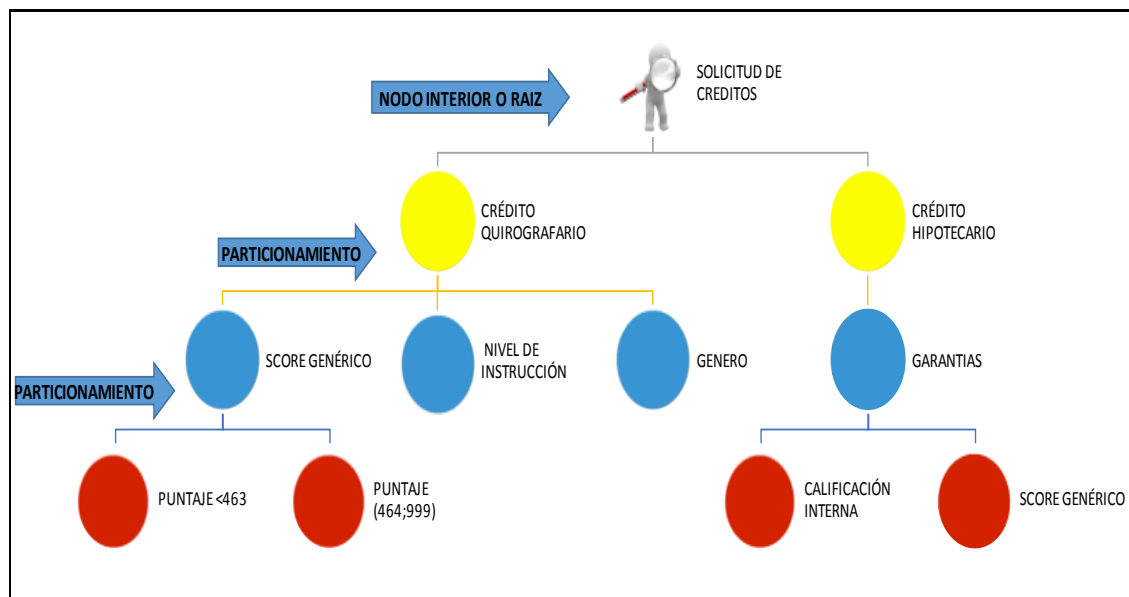 SOLICITUD DE
CREDITOS
NODO INTERIOR O RAIZ
CRÉDITO
QUIROGRAFARIO
CRÉDITO
HIPOTECARIO
PARTICIONAMIENTO
SCORE GENÉRICO
NIVEL DE
INSTRUCCIÓN
GENERO
GARANTIAS
PARTICIONAMIENTO
PUNTAJE <463
PUNTAJE
(464;999)
CALIFICACIÓN
INTERNA
SCORE GENÉRICO